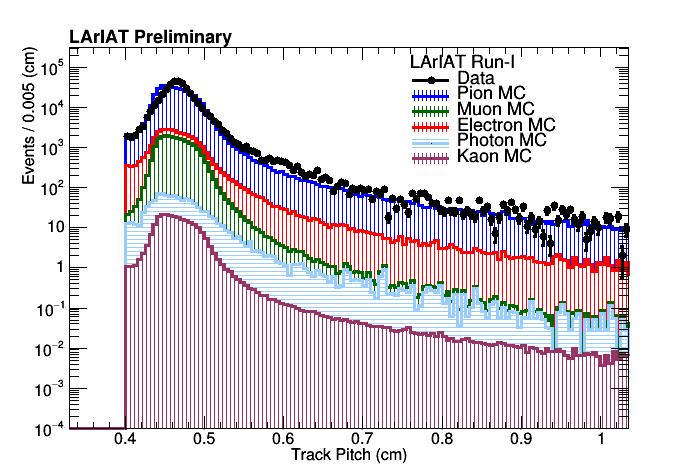 LArIAT Preliminary
LArIAT Run-I
Data
Pion MC
Muon MC
Electron MC
Photon MC
Kaon MC
Events / 0.005 (cm)
10⁵
10⁴
10³
10²
10
1
10⁻¹
10⁻²
10⁻³
10⁻⁴
0.4 0.5 0.6 0.7 0.8 0.9 1
Track Pitch (cm)